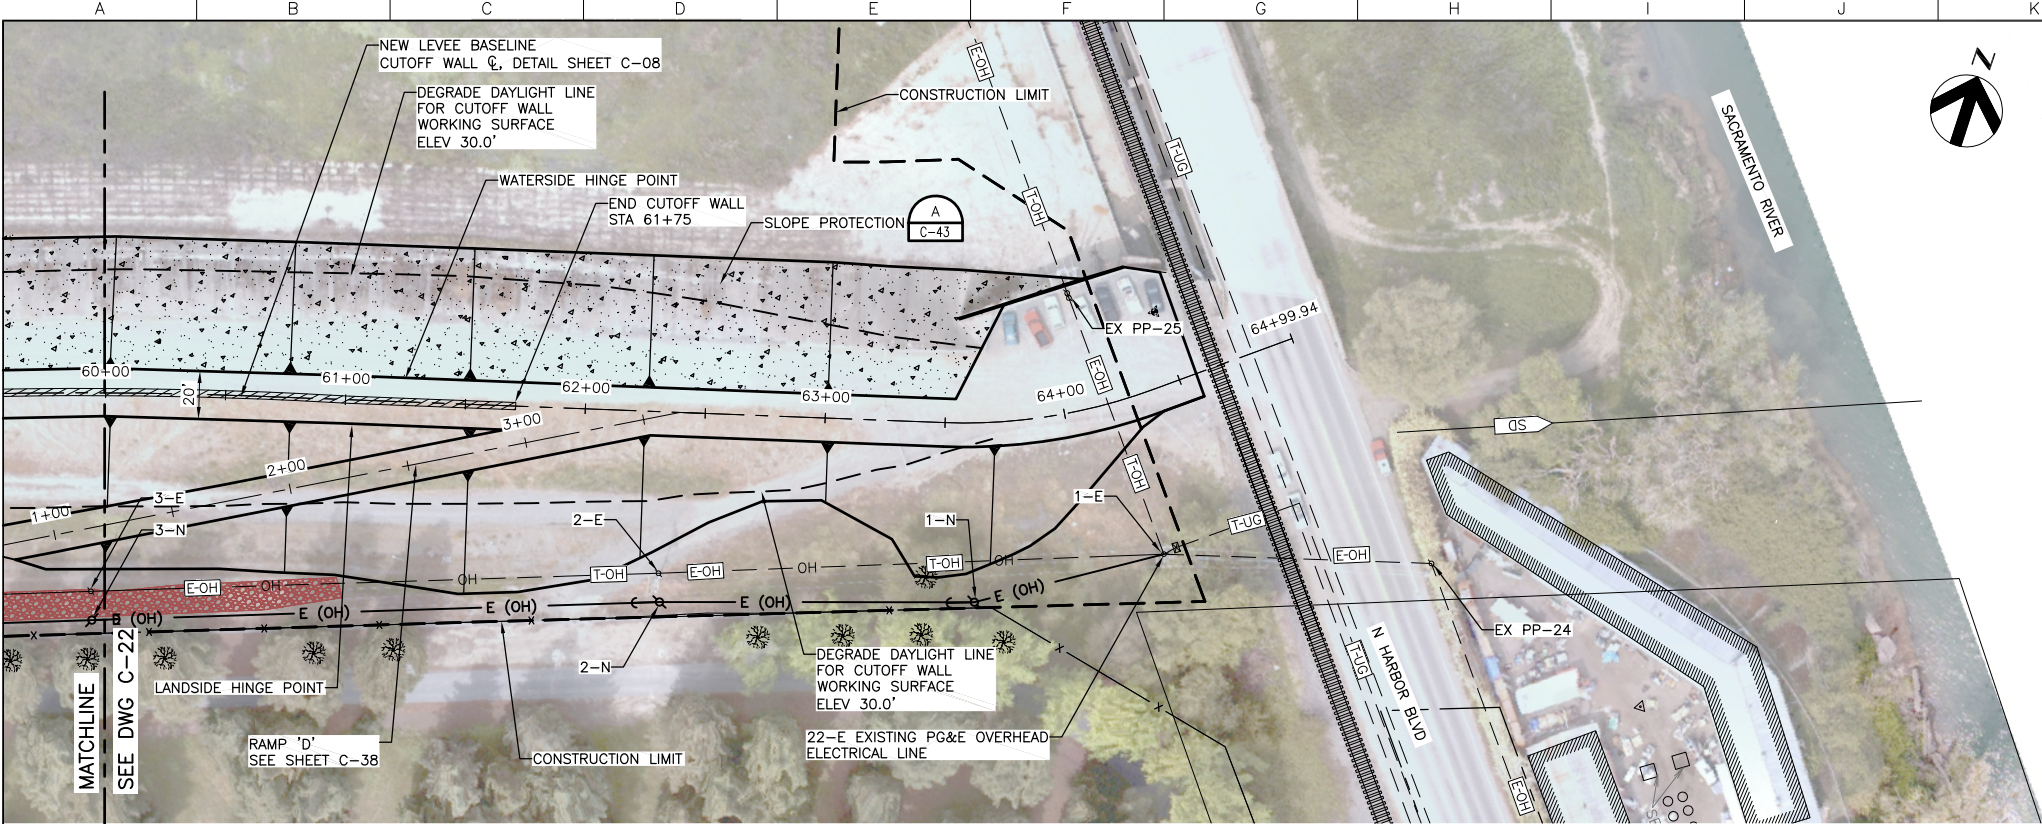 A B C D E F G H I J K
NEW LEVEE BASELINE
CUTOFF WALL ℄, DETAIL SHEET C-08
DEGRADE DAYLIGHT LINE
FOR CUTOFF WALL
WORKING SURFACE
ELEV 30.0'
CONSTRUCTION LIMIT
E-OH
T-UG
SACRAMENTO RIVER
N
WATERSIDE HINGE POINT
END CUTOFF WALL
STA 61+75
SLOPE PROTECTION
A
C-43
T-OH
EX PP-25
64+99.94
E-OH
60+00
61+00
62+00
63+00
64+00
20'
3+00
2+00
1+00
SD
3-E
3-N
2-E
1-N
1-E
T-OH
T-UG
E-OH
E-OH
OH
OH
T-OH
E-OH
OH
T-OH
OH
E (OH)
E (OH)
E (OH)
E (OH)
(OH)
EX PP-24
2-N
MATCHLINE
SEE DWG C-22
LANDSIDE HINGE POINT
DEGRADE DAYLIGHT LINE
FOR CUTOFF WALL
WORKING SURFACE
ELEV 30.0'
T-UG
N HARBOR BLVD
RAMP 'D'
SEE SHEET C-38
CONSTRUCTION LIMIT
22-E EXISTING PG&E OVERHEAD
ELECTRICAL LINE
E-OH